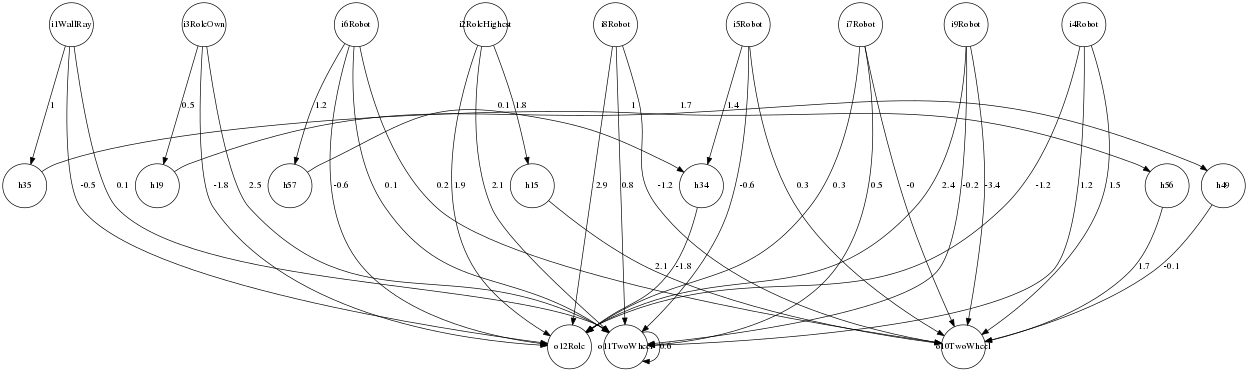 i1WallRay i3RoleOwn i6Robot i2RoleHighest i8Robot i5Robot i7Robot i9Robot i4Robot
1 0.5 1.2 0.1 1.8 1 1.7 1.4
h35 -0.5 0.1 h19 -1.8 2.5 h57 -0.6 0.1 0.2 1.9 2.1 h15 2.9 0.8 -1.2 h34 -0.6 0.3 0.3 0.5 -0 2.4 -0.2 -3.4 -1.2 1.2 1.5 h56 h49
2.1 -1.8 1.7 -0.1
o12Role o11TwoWheel 0.6 o10TwoWheel